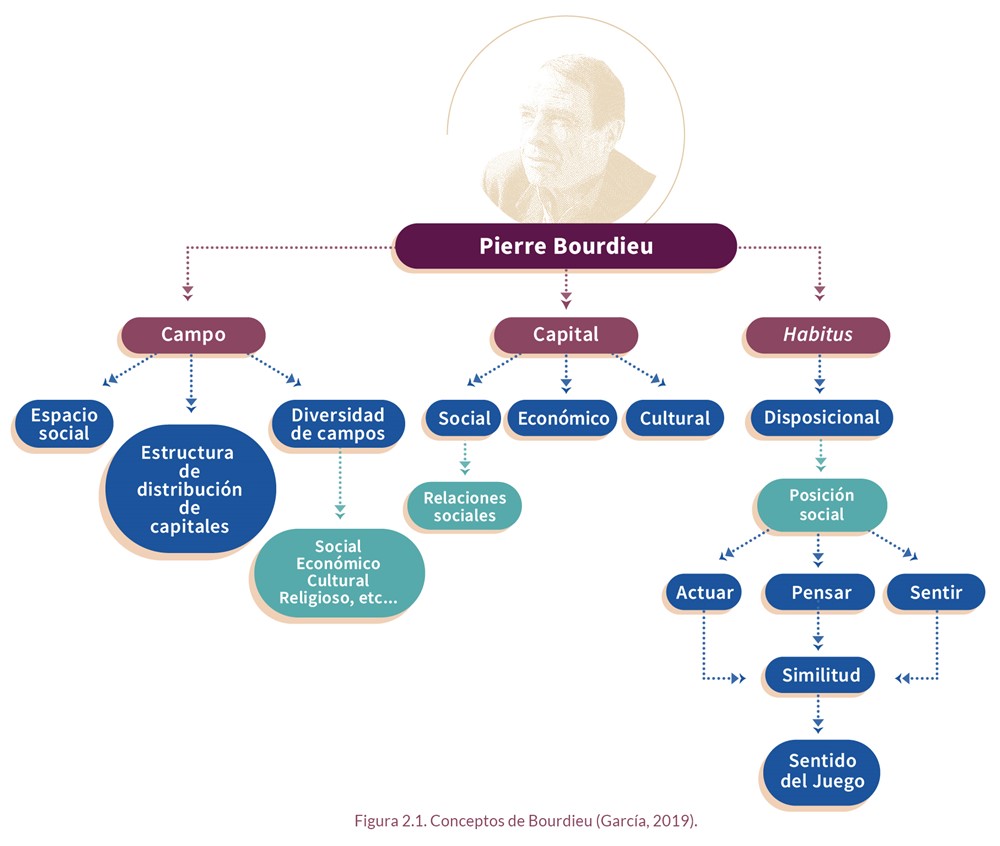 Pierre Bourdieu
Campo
Capital
Habitus
Espacio
social
Estructura
de
distribución
de
capitales
Diversidad
de campos
Social
Económico
Cultural
Religioso, etc...
Social
Económico
Cultural
Relaciones
sociales
Disposicional
Posición
social
Actuar
Pensar
Sentir
Similitud
Sentido
del Juego
Figura 2.1. Conceptos de Bourdieu (García, 2019).